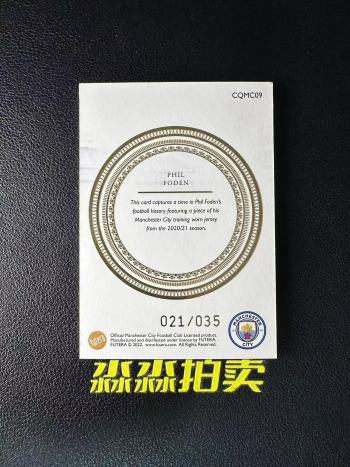 CQMC09
PHIL
FODEN
This card captures a time in Phil Foden's
football history featuring a piece of his
Manchester City training worn jersey
from the 2020/21 season.
021/035
futera
Official Manchester City Football Club Licensed product.
Manufactured and distributed under licence by FUTERA.
FUTERA © 2022. www.futera.com. All Rights Reserved.
MANCHESTER
CITY
淼淼拍卖